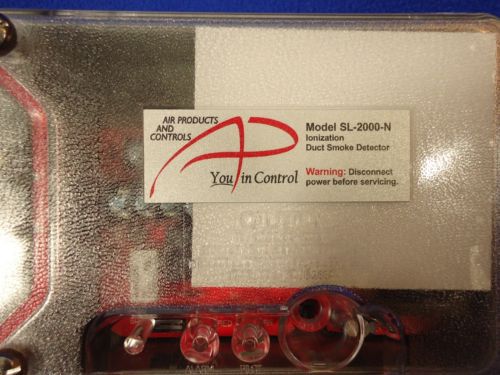 AIR PRODUCTS
AND
CONTROLS
You in Control
Model SL-2000-N
Ionization
Duct Smoke Detector
Warning: Disconnect
power before servicing.
ALARM